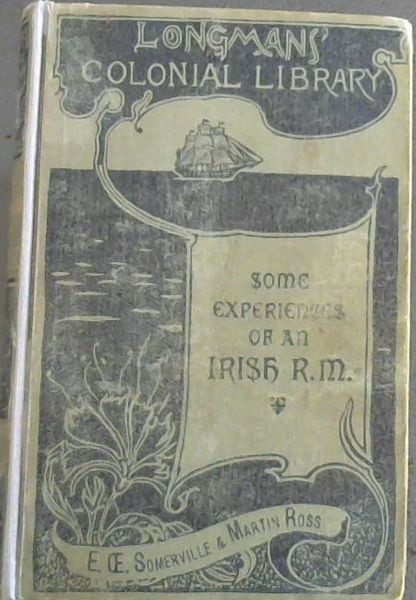 LONGMANS'
COLONIAL LIBRARY
SOME
EXPERIENCES
OF AN
IRISH R.M.
E. Œ. SOMERVILLE & MARTIN ROSS